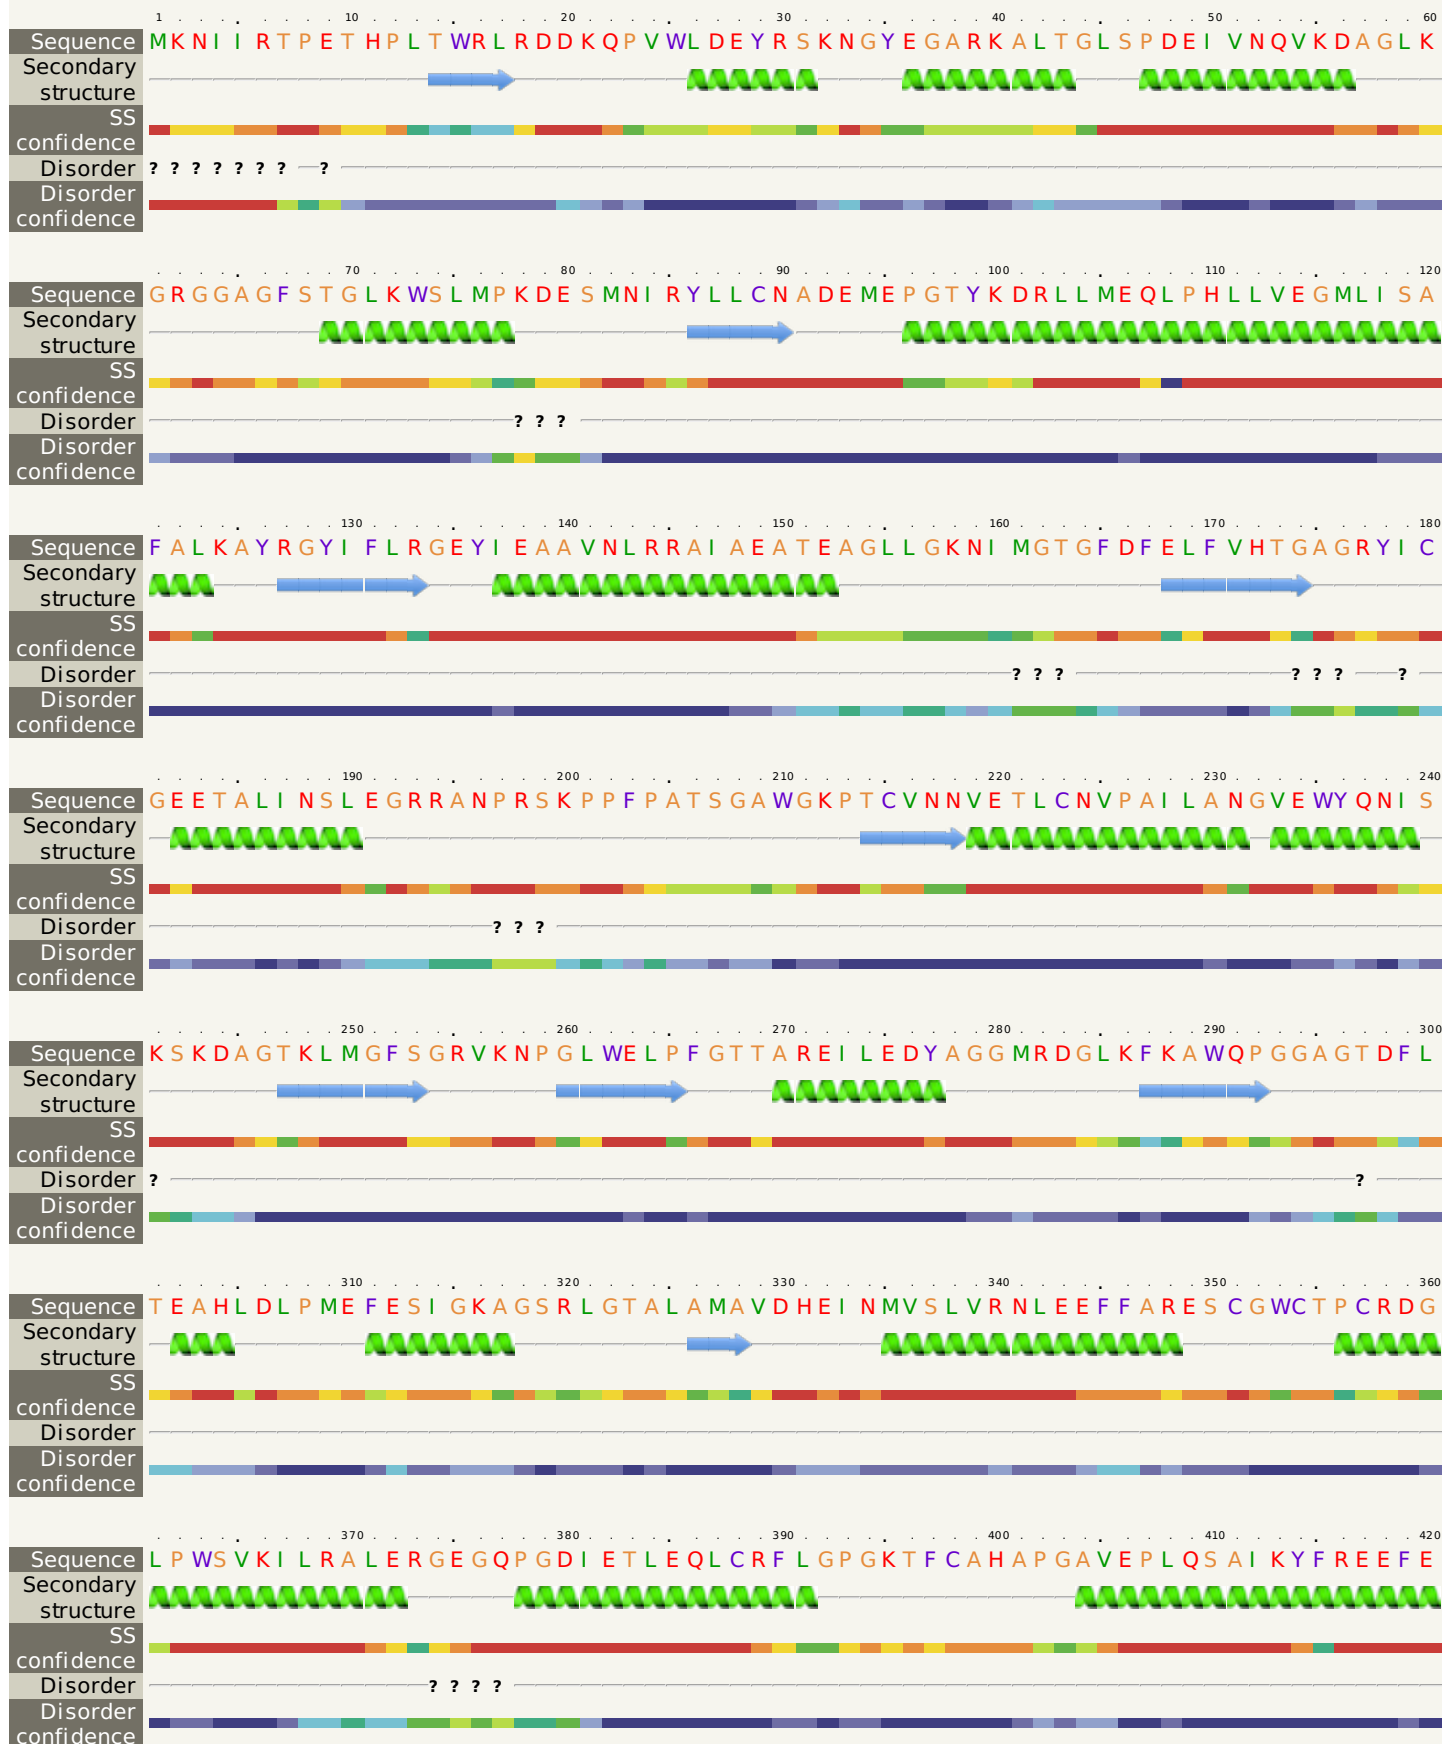 1 10 20 30 40 50 60
Sequence MKNIIRTPETHPLTWRLRDDKQPVWLDEYRSKNGYEGARKALTGLSPDEIVNQVKDAGLK
Secondary
structure
SS
confidence
Disorder ? ? ? ? ? ? ? ?
Disorder
confidence
70 80 90 100 110 120
Sequence GRGGAGFSTGLKWSLMPKDESMNIRYLLCNADEMEPGTYKDRLLMEQLPHLLVEGMLISA
Secondary
structure
SS
confidence
Disorder ? ? ?
Disorder
confidence
130 140 150 160 170 180
Sequence FALKAYRGYIFLRGEYIEAAVNLRRAIAEATEAGLLGKNIMGTGFDFELFVHTGAGRYIC
Secondary
structure
SS
confidence
Disorder ? ? ? ? ? ? ?
Disorder
confidence
190 200 210 220 230 240
Sequence GEETALINSLEGRRANPRSKPPFPATSGAWGKPTCVNNVETLCNVPAILANGVEWYQNIS
Secondary
structure
SS
confidence
Disorder ? ? ?
Disorder
confidence
250 260 270 280 290 300
Sequence KSKDAGTKLMGFSGRVKNPGLWELPFGTTAREILEDYAGGMRDGLKFKAWQPGGAGTDFL
Secondary
structure
SS
confidence
Disorder ? ?
Disorder
confidence
310 320 330 340 350 360
Sequence TEAHLDLPMEFESIGKAGSRLGTALAMAVDHEINMVSLVRNLEEFFARESCGWCTPCRDG
Secondary
structure
SS
confidence
Disorder
Disorder
confidence
370 380 390 400 410 420
Sequence LPWSVKILRALERGEGQPGDIETLEQLCRFLGPGKTFCAHAPGAVEPLQSAIKYFREEFE
Secondary
structure
SS
confidence
Disorder ? ? ? ?
Disorder
confidence